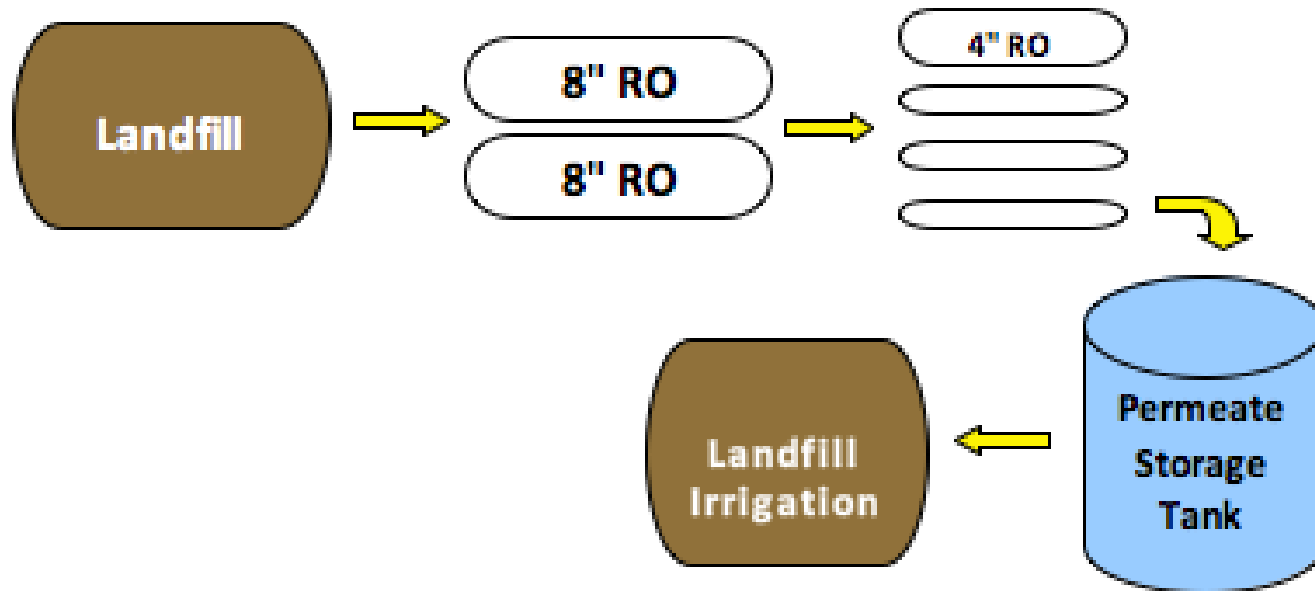 Landfill
8" RO
8" RO
4" RO
Permeate
Storage
Tank
Landfill
Irrigation